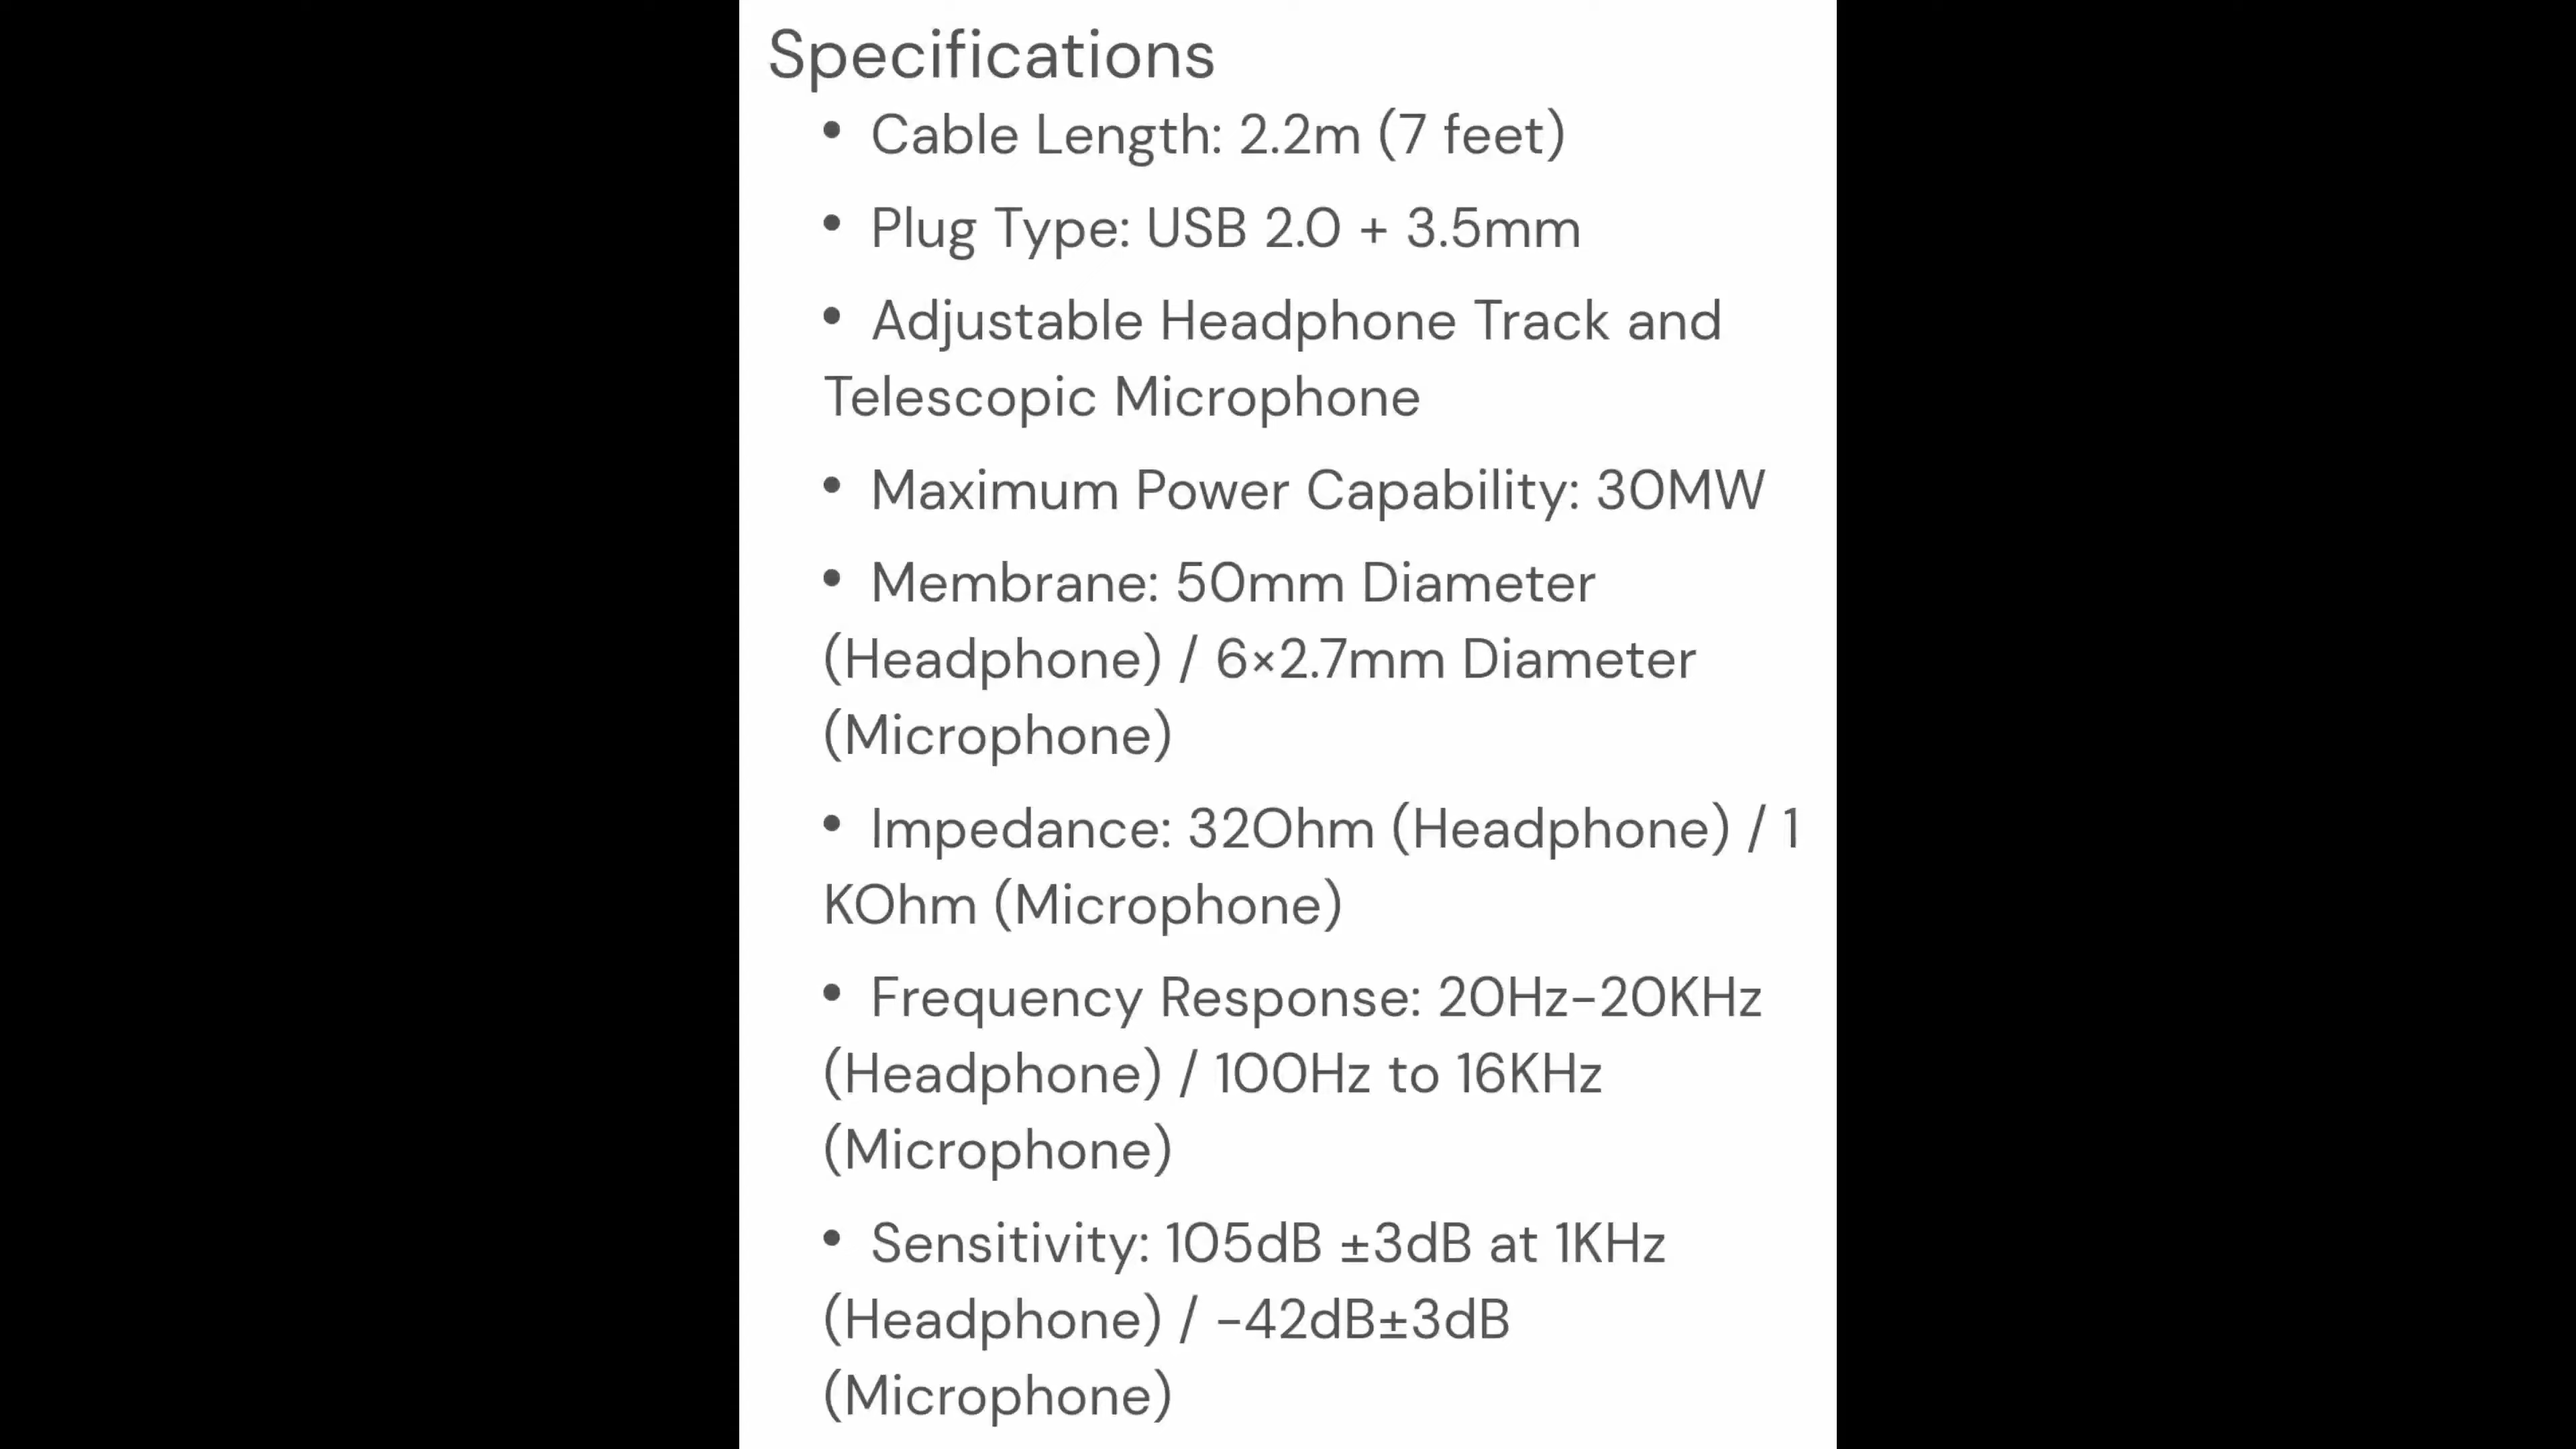 Specifications
• Cable Length: 2.2m (7 feet)
• Plug Type: USB 2.0 + 3.5mm
• Adjustable Headphone Track and
Telescopic Microphone
• Maximum Power Capability: 30MW
• Membrane: 50mm Diameter
(Headphone) / 6×2.7mm Diameter
(Microphone)
• Impedance: 32Ohm (Headphone) / 1
KOhm (Microphone)
• Frequency Response: 20Hz-20KHz
(Headphone) / 100Hz to 16KHz
(Microphone)
• Sensitivity: 105dB ±3dB at 1KHz
(Headphone) / -42dB±3dB
(Microphone)